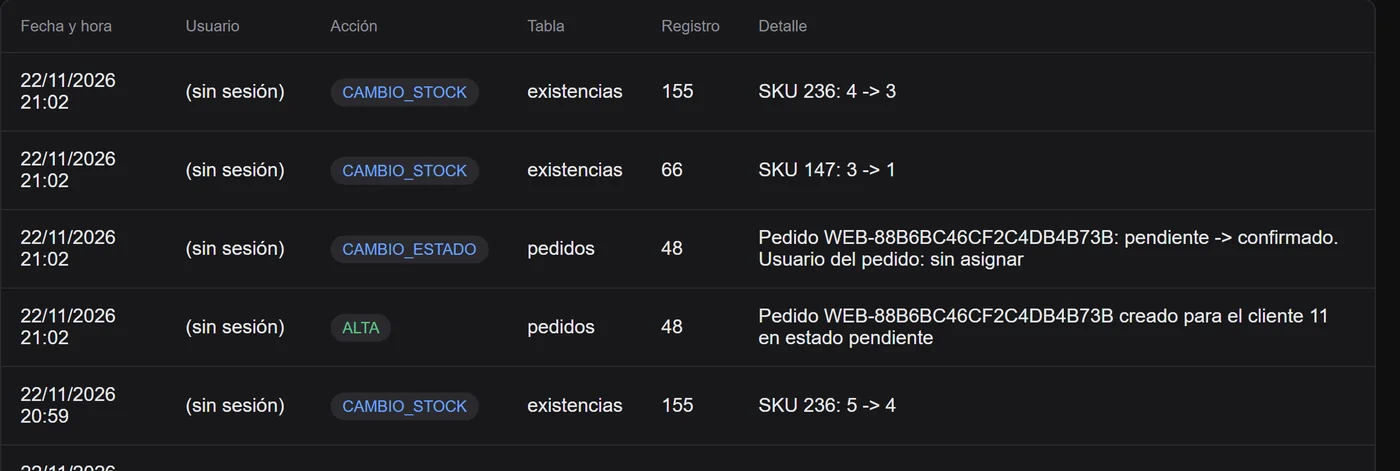 Fecha y hora Usuario Acción Tabla Registro Detalle
22/11/2026
21:02 (sin sesión) CAMBIO_STOCK existencias 155 SKU 236: 4 -> 3
22/11/2026
21:02 (sin sesión) CAMBIO_STOCK existencias 66 SKU 147: 3 -> 1
22/11/2026
21:02 (sin sesión) CAMBIO_ESTADO pedidos 48 Pedido WEB-88B6BC46CF2C4DB4B73B: pendiente -> confirmado.
Usuario del pedido: sin asignar
22/11/2026
21:02 (sin sesión) ALTA pedidos 48 Pedido WEB-88B6BC46CF2C4DB4B73B creado para el cliente 11
en estado pendiente
22/11/2026
20:59 (sin sesión) CAMBIO_STOCK existencias 155 SKU 236: 5 -> 4